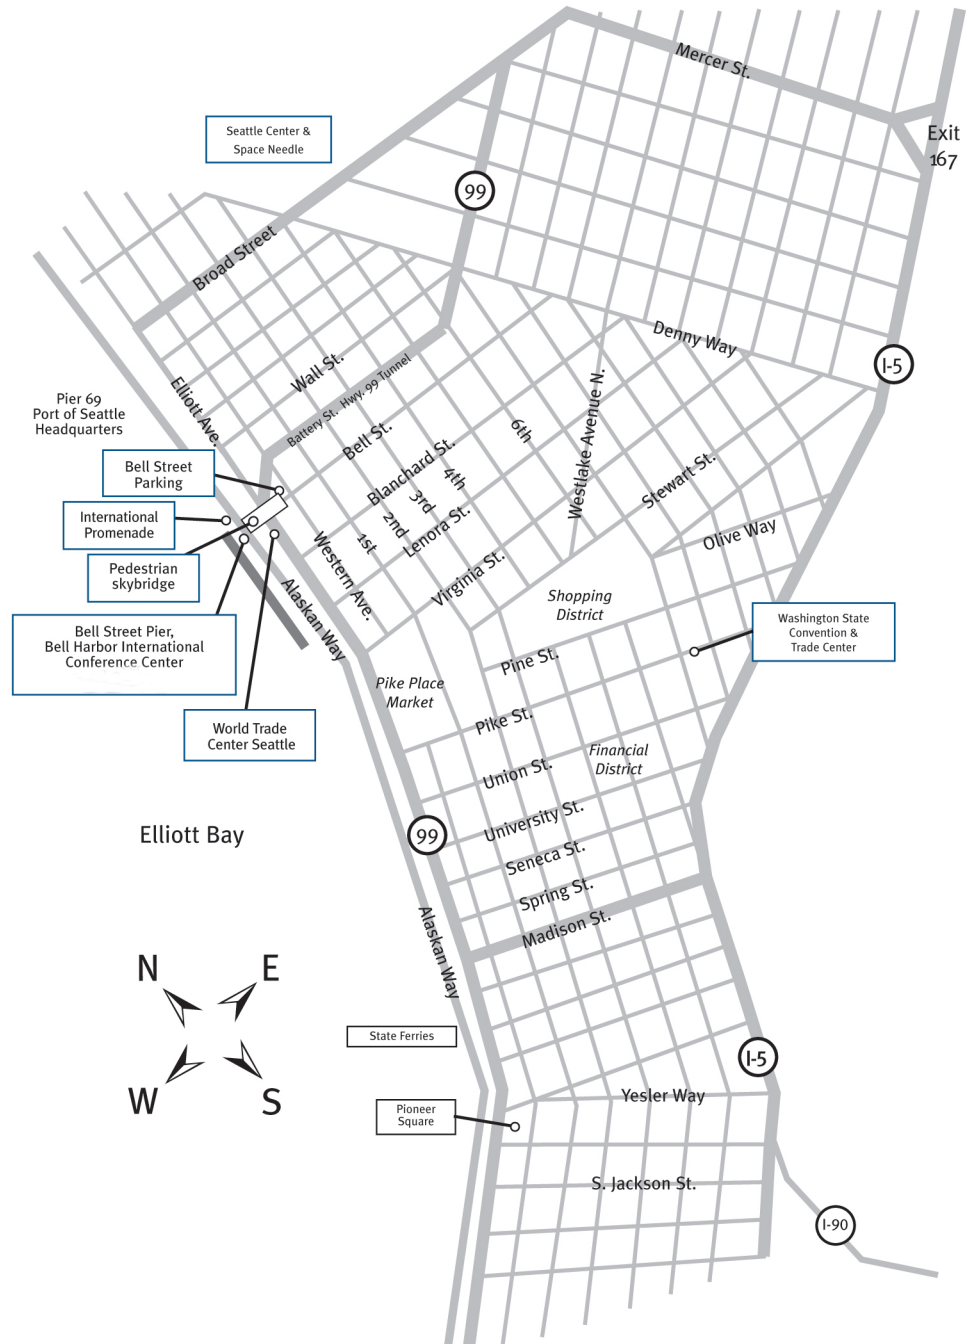 Mercer St.
Exit
167
Seattle Center &
Space Needle
99
Broad Street
Denny Way
I-5
Wall St.
Battery St. Hwy. 99 Tunnel
Elliott Ave.
Pier 69
Port of Seattle
Headquarters
Bell St.
6th
Westlake Avenue N.
Blanchard St.
4th
3rd
2nd
1st
Lenora St.
Stewart St.
Bell Street
Parking
International
Promenade
Olive Way
Pedestrian
skybridge
Western Ave.
Virginia St.
Shopping
District
Alaskan Way
Bell Street Pier,
Bell Harbor International
Conference Center
Washington State
Convention &
Trade Center
Pine St.
Pike Place
Market
Pike St.
World Trade
Center Seattle
Financial
District
Union St.
University St.
Elliott Bay
99
Seneca St.
Spring St.
Madison St.
Alaskan Way
N
E
W
S
State Ferries
I-5
Yesler Way
Pioneer
Square
S. Jackson St.
I-90